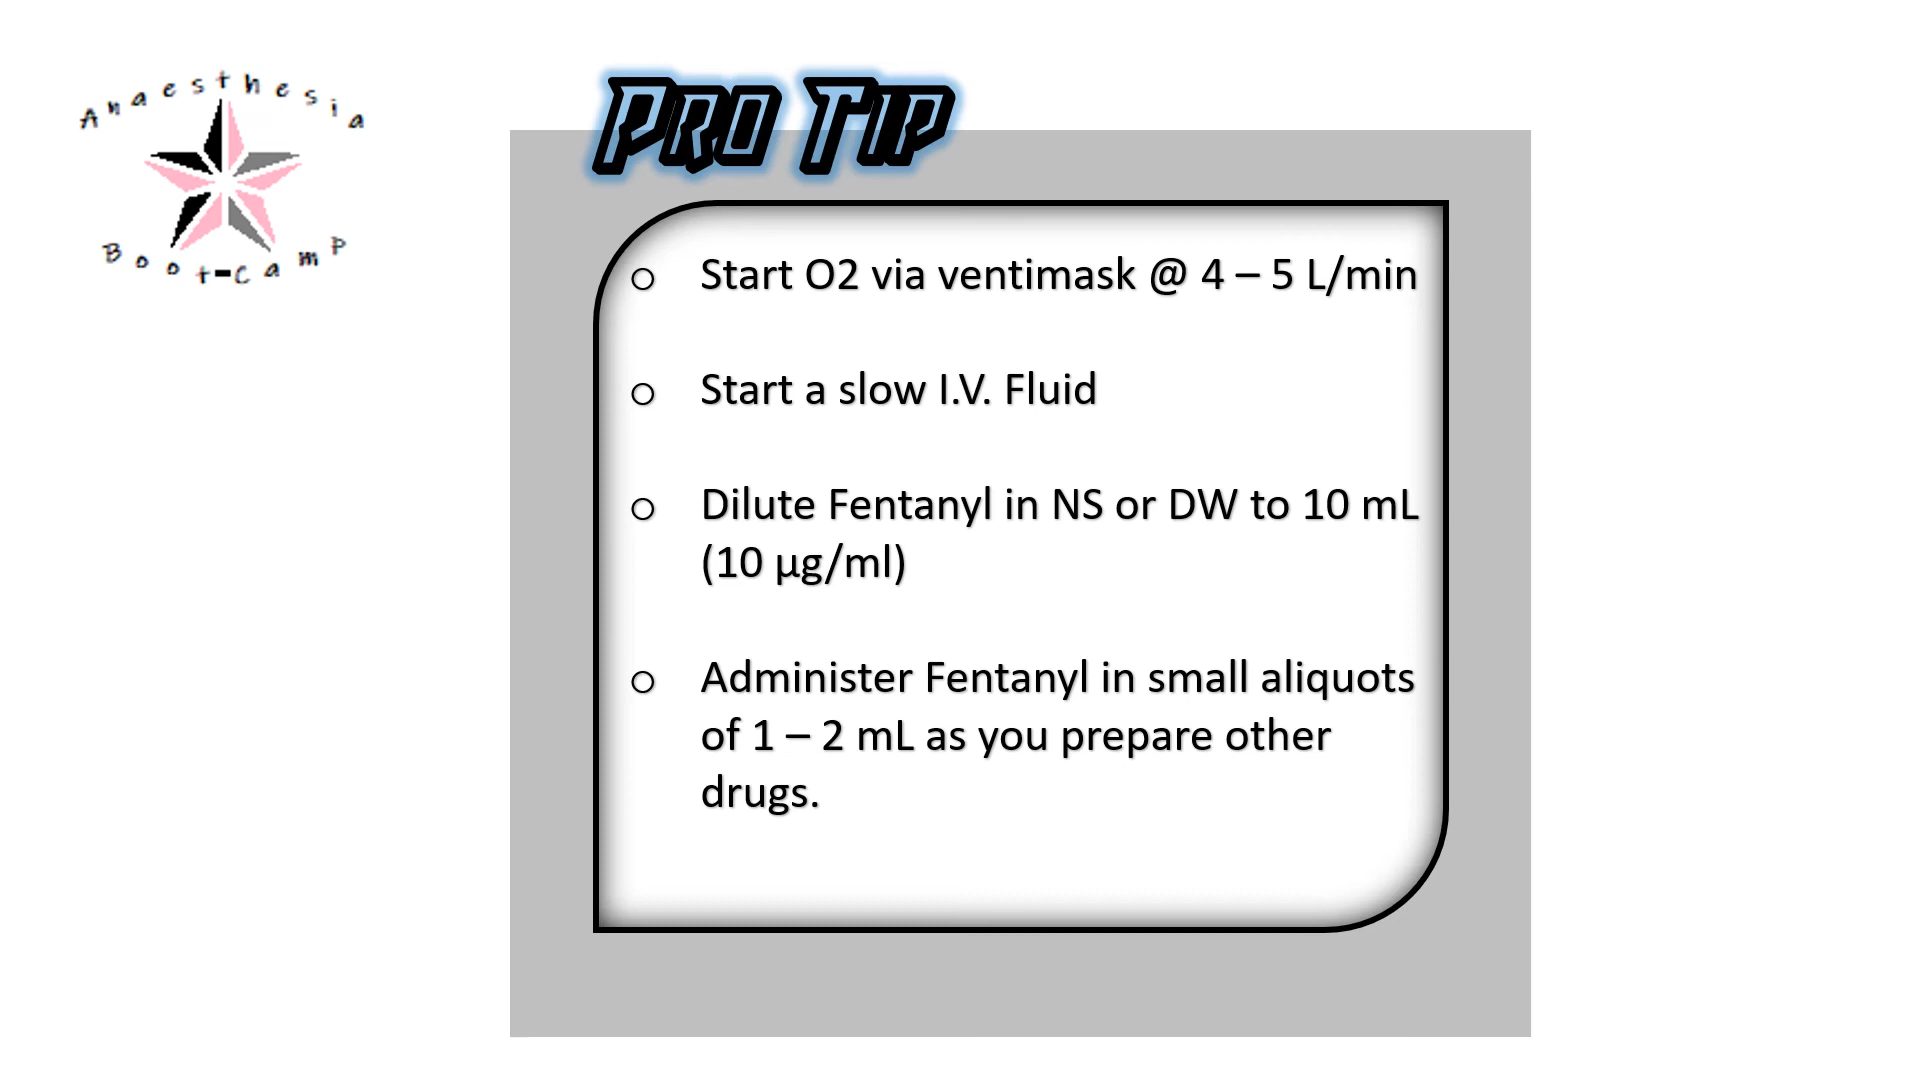 Anaesthesia
Boot-Camp
Pro Tip
o Start O2 via ventimask @ 4 – 5 L/min
o Start a slow I.V. Fluid
o Dilute Fentanyl in NS or DW to 10 mL
(10 µg/ml)
o Administer Fentanyl in small aliquots
of 1 – 2 mL as you prepare other
drugs.